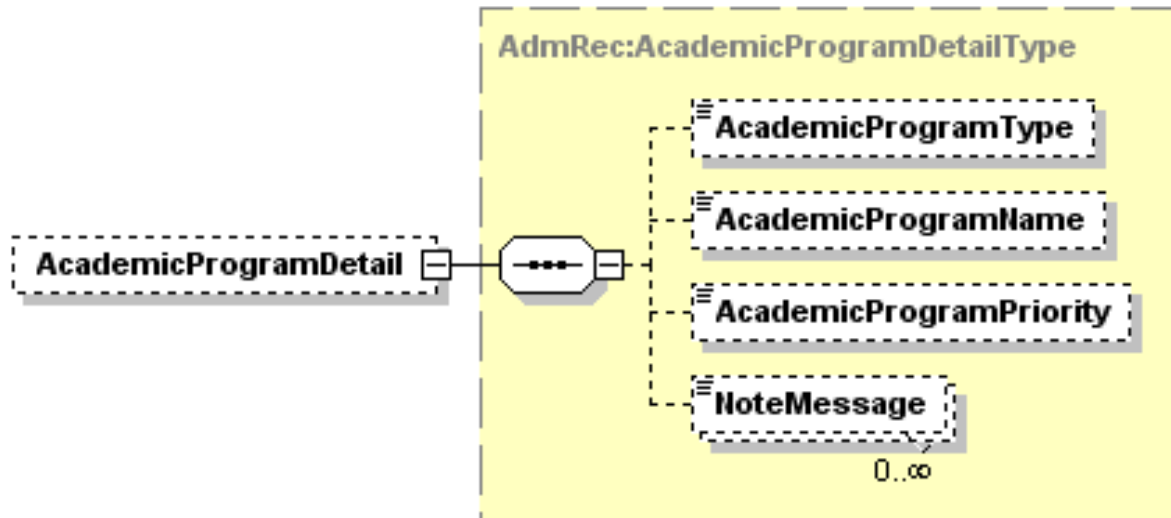 AdmRec:AcademicProgramDetailType
AcademicProgramType
AcademicProgramName
AcademicProgramDetail
AcademicProgramPriority
NoteMessage
0..∞